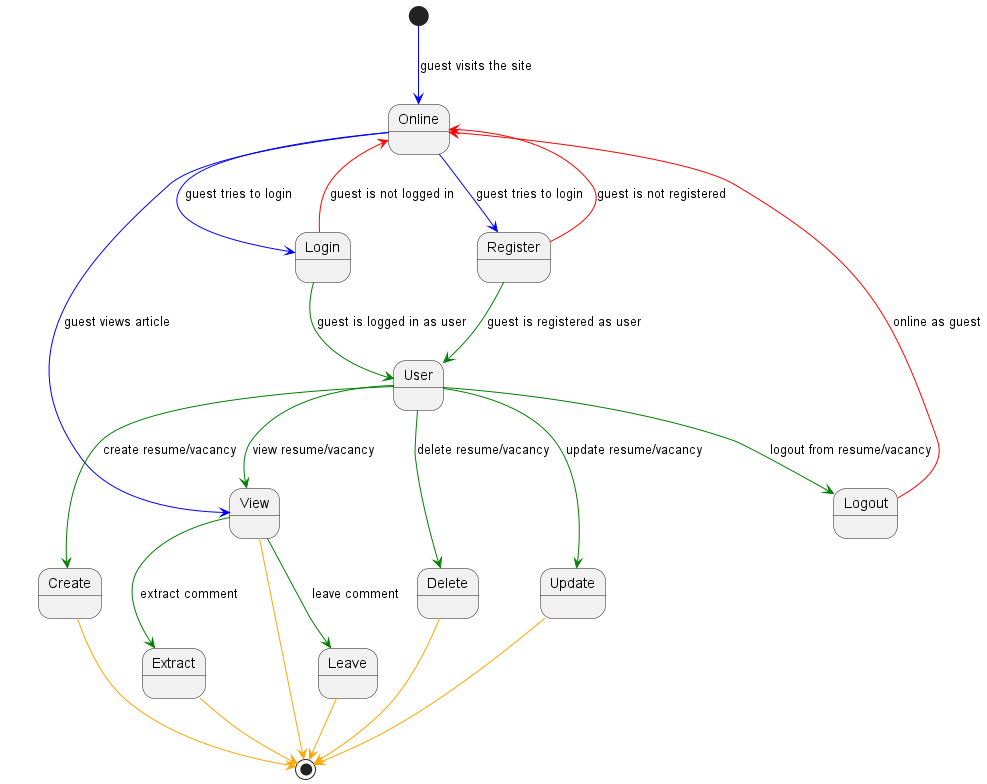 guest visits the site
Online
guest tries to login
guest is not logged in
guest tries to login
guest is not registered
Login
Register
guest views article
guest is logged in as user
guest is registered as user
online as guest
User
create resume/vacancy
view resume/vacancy
delete resume/vacancy
update resume/vacancy
logout from resume/vacancy
View
Logout
Create
extract comment
leave comment
Delete
Update
Extract
Leave